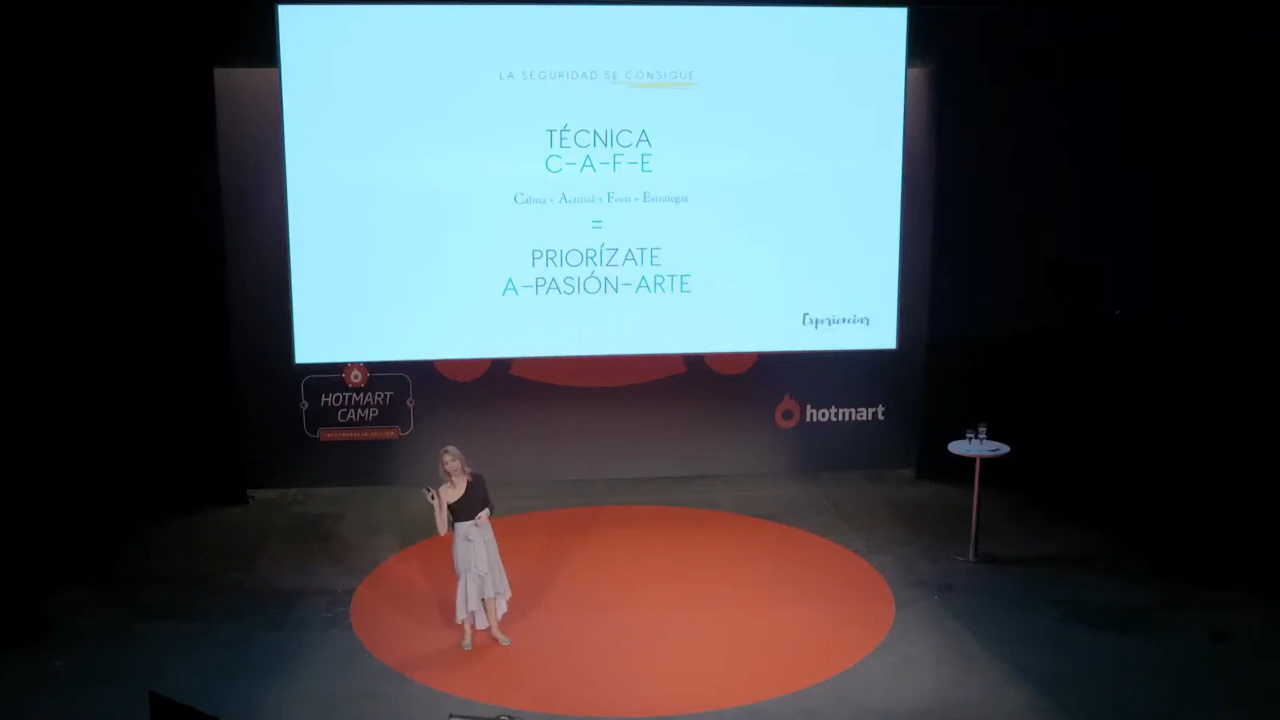 LA SEGURIDAD SE CONSIGUE
TÉCNICA
C-A-F-E
Calma + Actitud + Foco + Estrategia
=
PRIORÍZATE
A-PASIÓN-ARTE
Experienciar
HOTMART
CAMP
hotmart